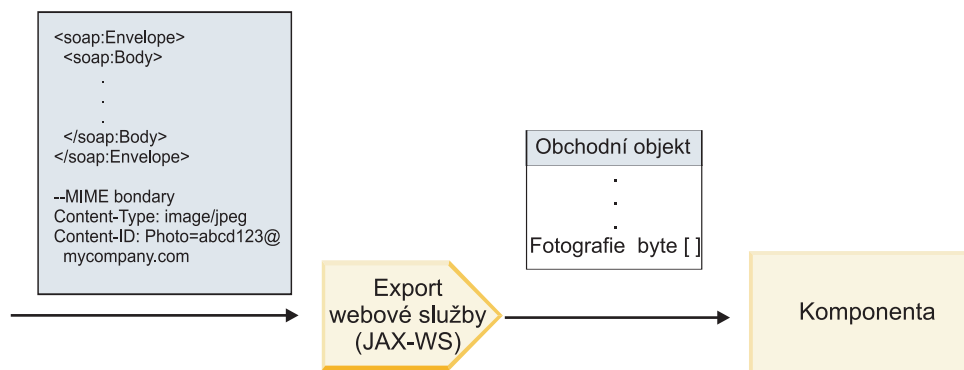 <soap:Envelope>
<soap:Body>
.
.
.
</soap:Body>
</soap:Envelope>
--MIME bondary
Content-Type: image/jpeg
Content-ID: Photo=abcd123@
mycompany.com
Export
webové služby
(JAX-WS)
Obchodní objekt
.
.
.
Fotografie byte [ ]
Komponenta